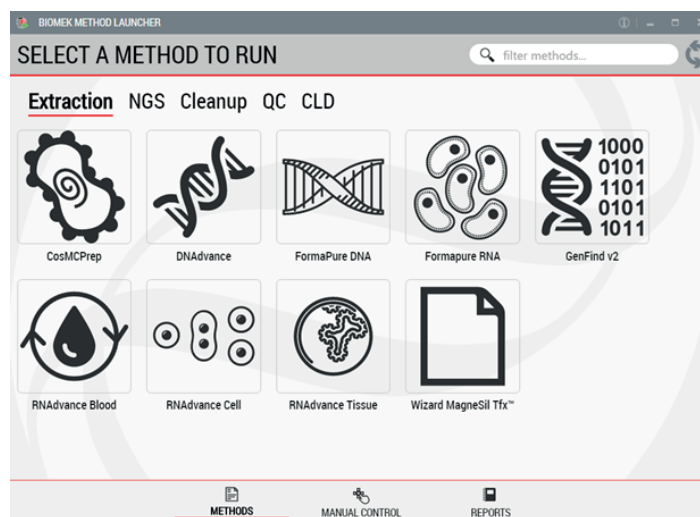 BIOMEK METHOD LAUNCHER
SELECT A METHOD TO RUN
filter methods...
Extraction NGS Cleanup QC CLD
1000
0101
1101
0101
1011
CosMCPrep DNAdvance FormaPure DNA Formapure RNA GenFind v2
RNAdvance Blood RNAdvance Cell RNAdvance Tissue Wizard MagneSil Tfx™
METHODS MANUAL CONTROL REPORTS